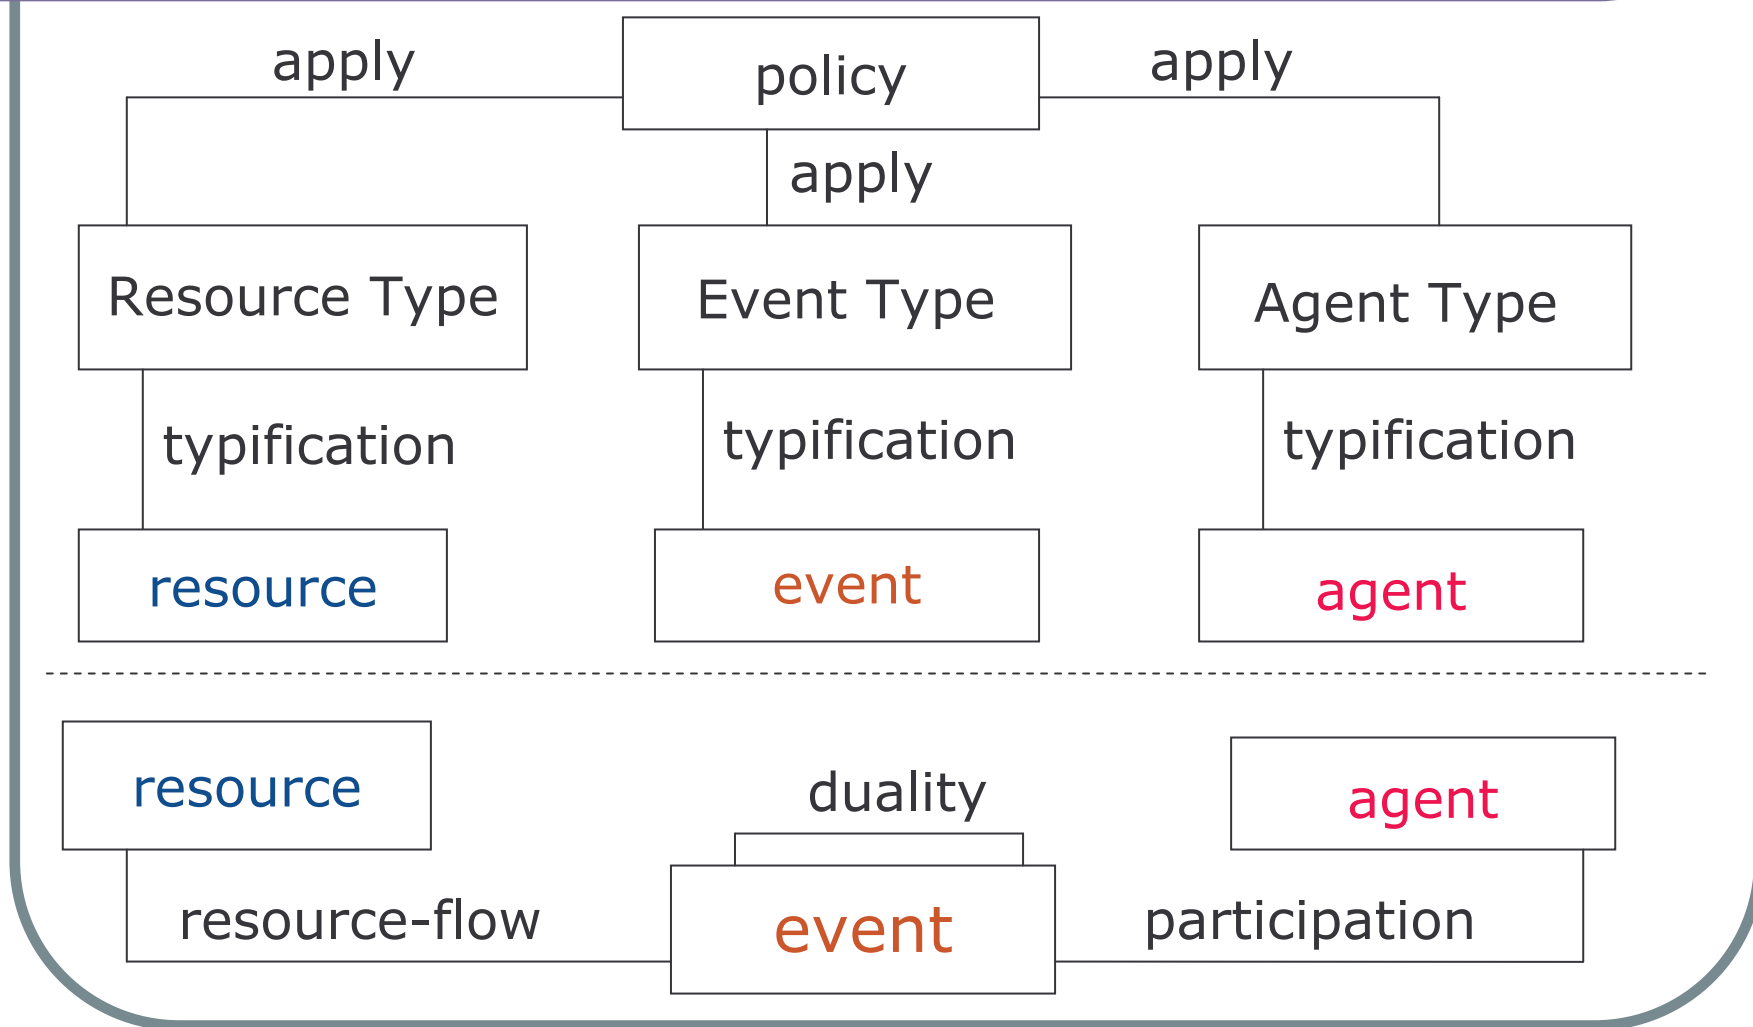 apply
policy
apply
apply
Resource Type
Event Type
Agent Type
typification
typification
typification
resource
event
agent
resource
duality
agent
resource-flow
event
participation